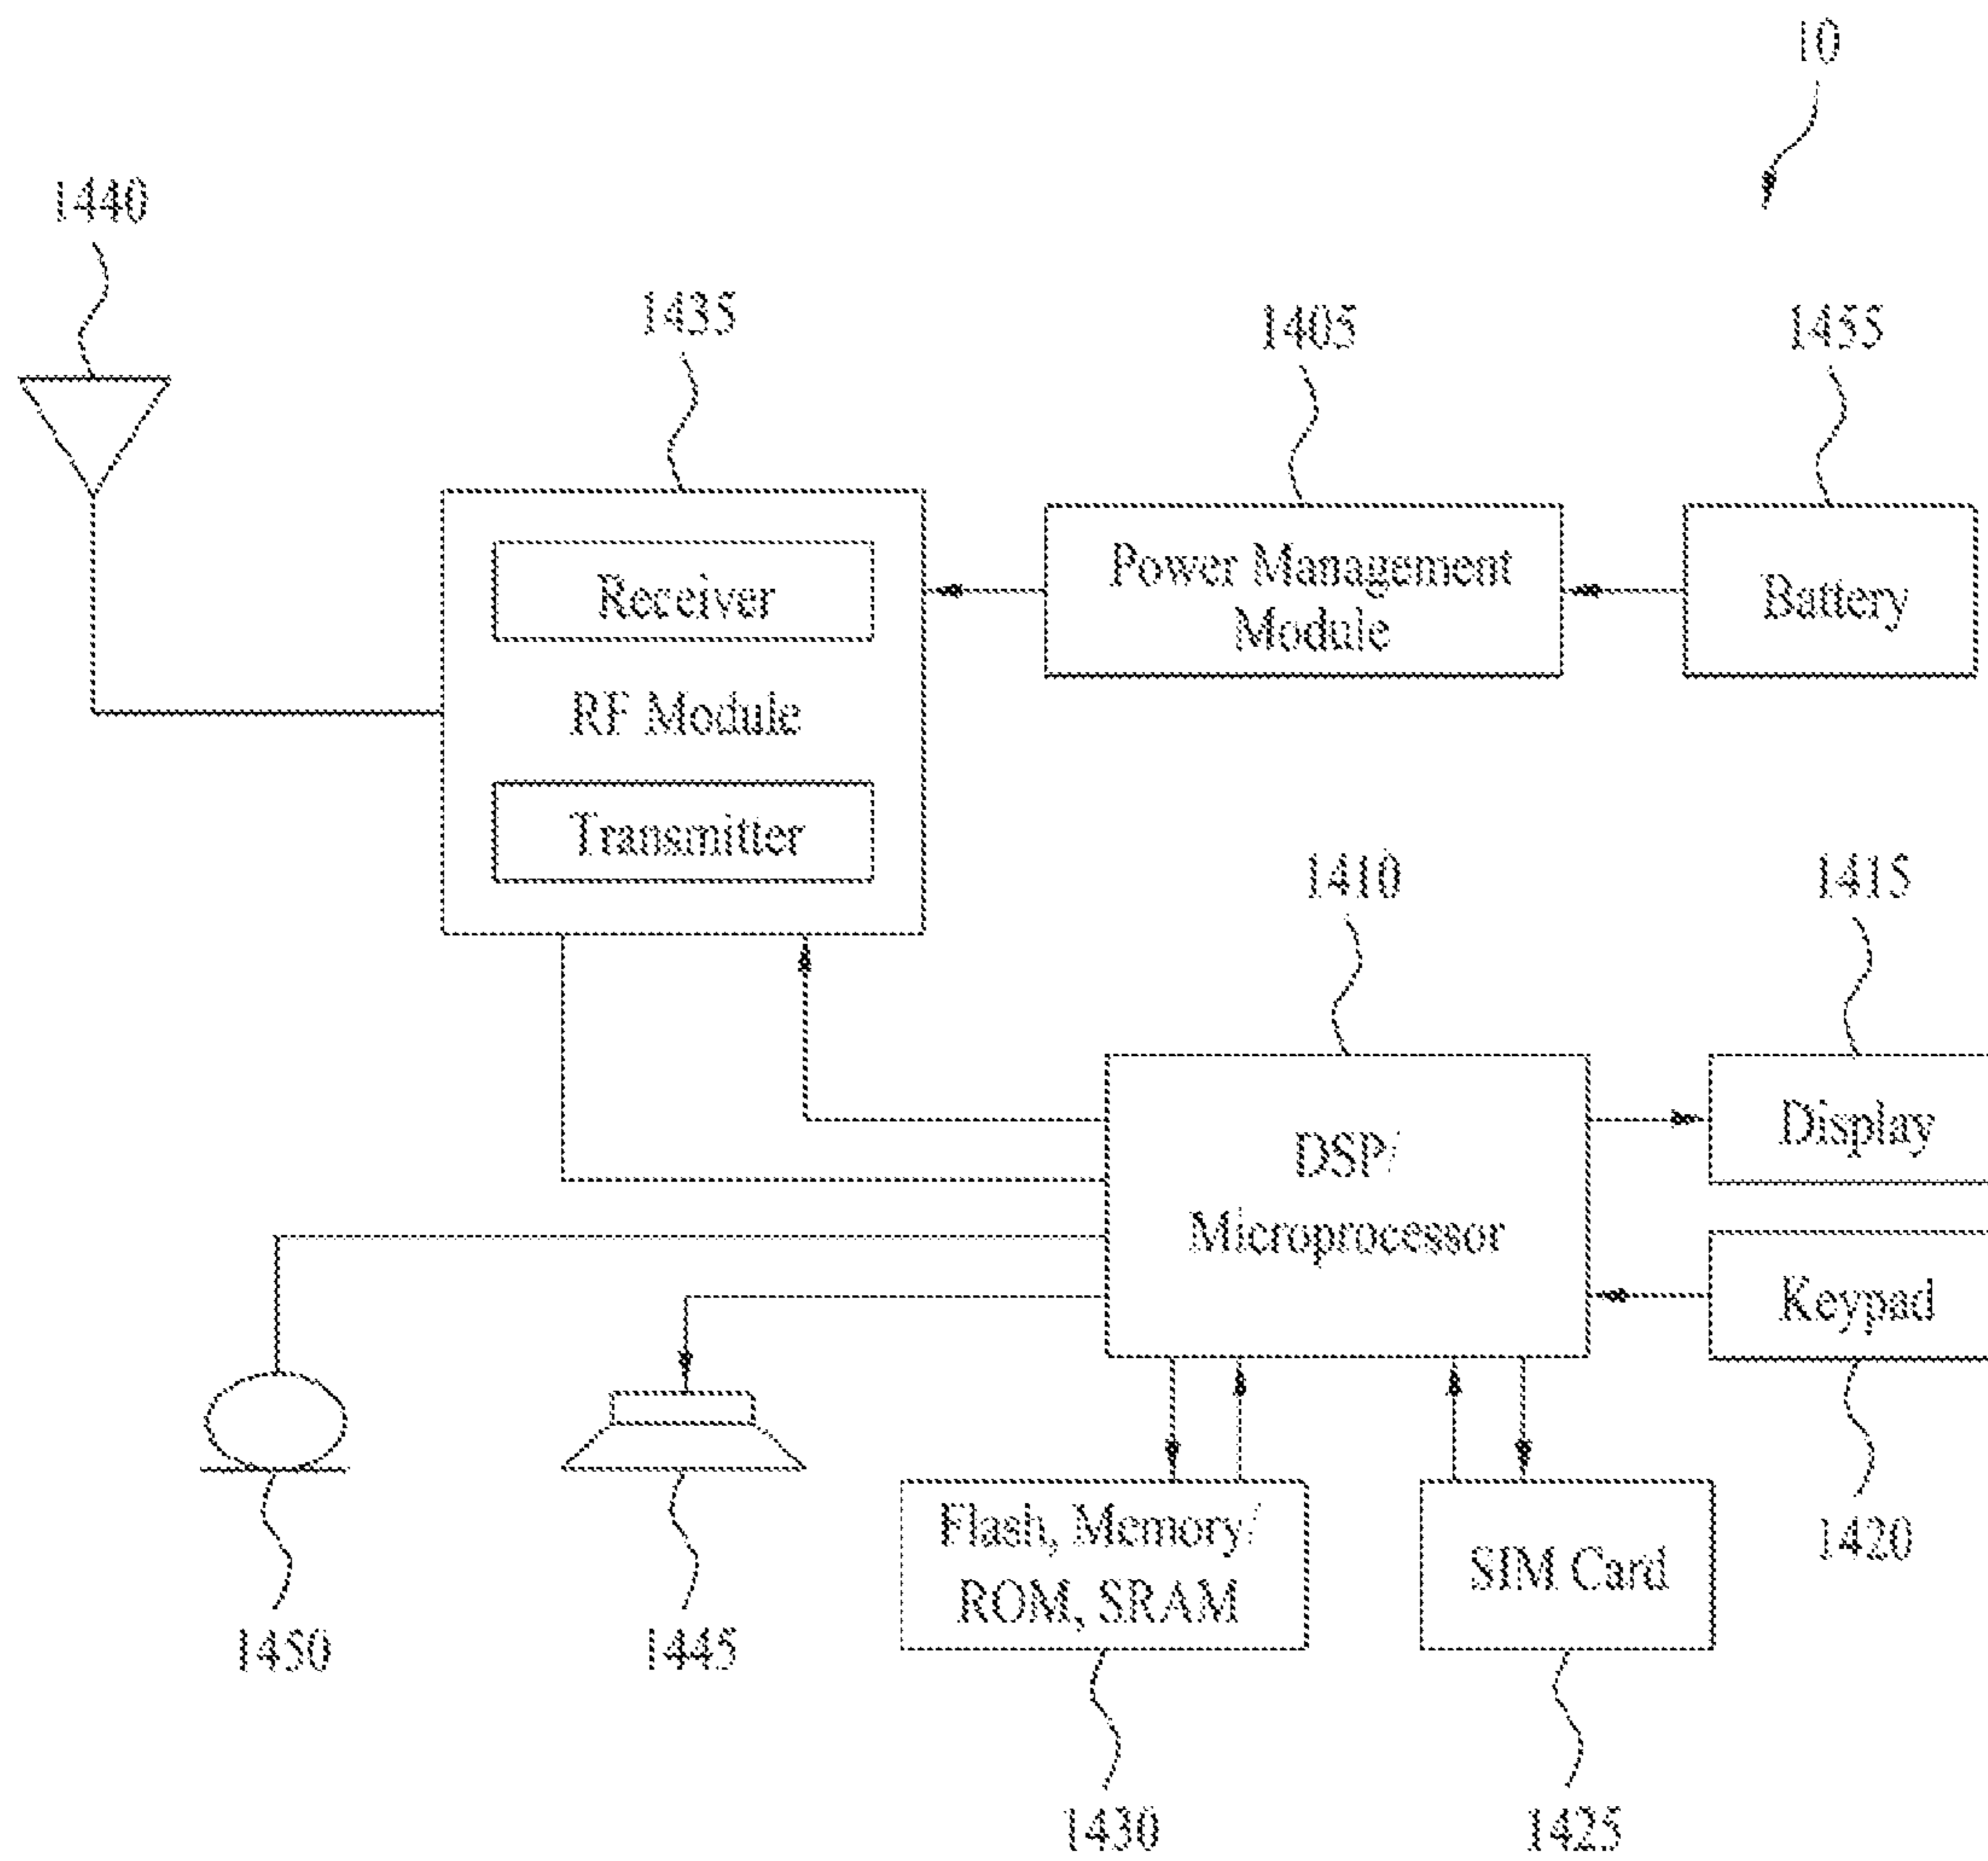 10
1440
1435
1405
1455
Receiver
Power Management
Module
Battery
RF Module
Transmitter
1410
1415
DSP/
Microprocessor
Display
Keypad
Flash, Memory/
ROM, SRAM
SIM Card
1420
1450
1445
1430
1425